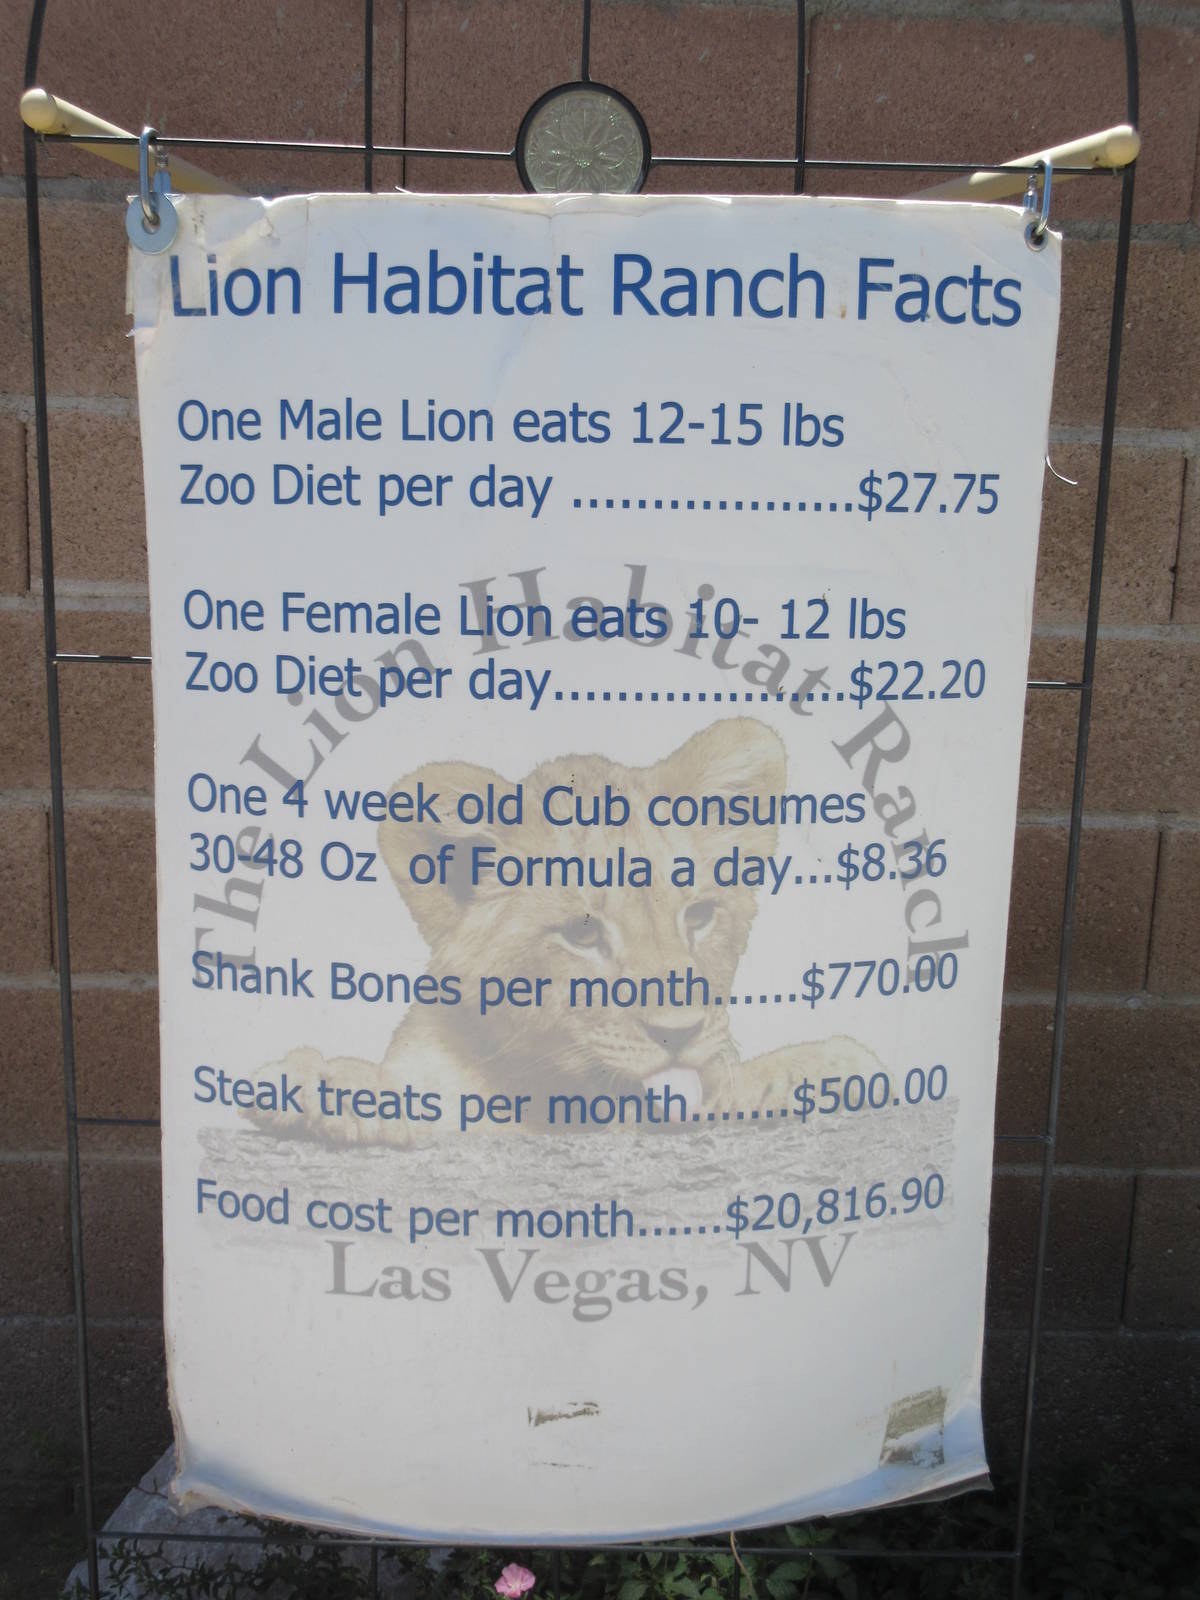 Lion Habitat Ranch Facts
One Male Lion eats 12-15 lbs
Zoo Diet per day ..................$27.75
One Female Lion eats 10- 12 lbs
Zoo Diet per day...................$22.20
One 4 week old Cub consumes
30-48 Oz of Formula a day...$8.36
Shank Bones per month......$770.00
Steak treats per month.......$500.00
Food cost per month......$20,816.90
The Lion Habitat Ranch
Las Vegas, NV